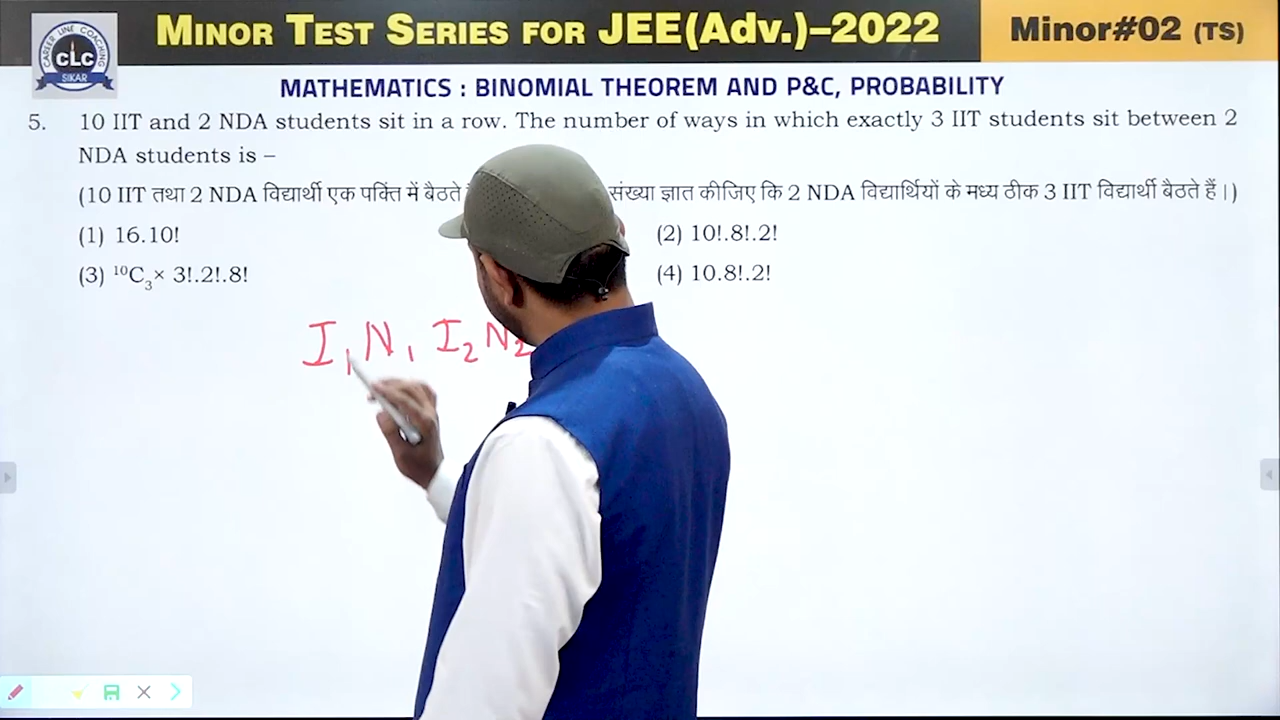 MINOR TEST SERIES FOR JEE(Adv.)–2022
Minor#02 (TS)
CAREER LINE COACHING
CLC
SIKAR
MATHEMATICS : BINOMIAL THEOREM AND P&C, PROBABILITY
5. 10 IIT and 2 NDA students sit in a row. The number of ways in which exactly 3 IIT students sit between 2
NDA students is –
(10 IIT तथा 2 NDA विद्यार्थी एक पक्ति में बैठते संख्या ज्ञात कीजिए कि 2 NDA विद्यार्थियों के मध्य ठीक 3 IIT विद्यार्थी बैठते हैं।)
(1) 16.10! (2) 10!.8!.2!
(3) ¹⁰C₃× 3!.2!.8! (4) 10.8!.2!
I₁ N₁ I₂ N₂